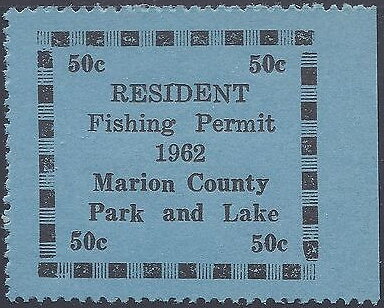 50c 50c
RESIDENT
Fishing Permit
1962
Marion County
Park and Lake
50c 50c